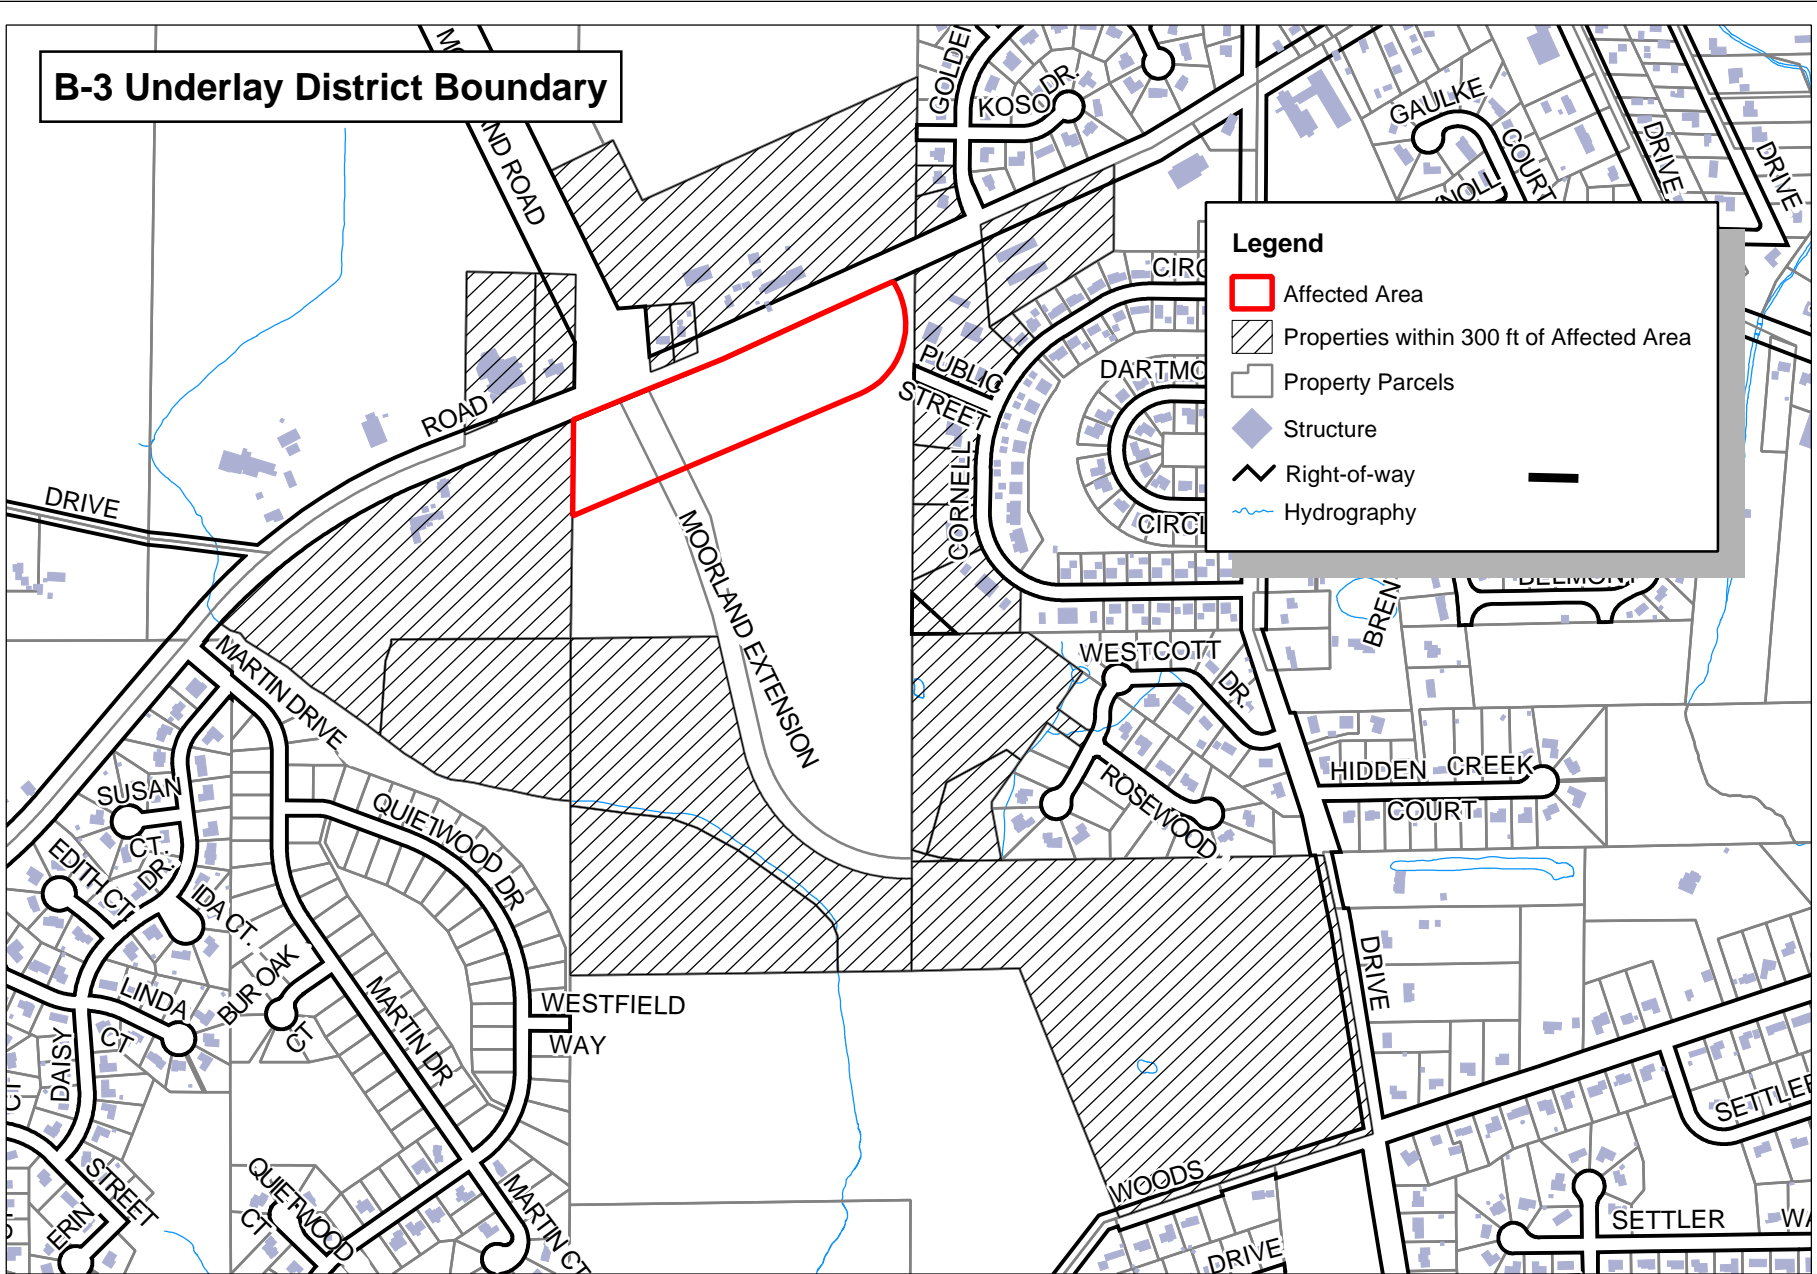 B-3 Underlay District Boundary
GOLDEN
KOSO DR.
GAULKE
COURT
DRIVE
DRIVE
ND ROAD
KNOLL
Legend
Affected Area
Properties within 300 ft of Affected Area
Property Parcels
Structure
Right-of-way
Hydrography
CIRC
DARTMO
CIRCL
PUBLIC
STREET
CORNELL
ROAD
DRIVE
MOORLAND EXTENSION
BELMONT
BREN
WESTCOTT
DR.
MARTIN DRIVE
HIDDEN CREEK
COURT
ROSEWOOD
SUSAN
CT.
QUIETWOOD DR
EDITH
CT.
DR.
IDA CT.
BUR OAK
CT
LINDA
CT
MARTIN DR
DAISY
CT
WESTFIELD
WAY
DRIVE
STREET
ERIN
QUIETWOOD
CT
MARTIN CT
WOODS
DRIVE
SETTLER
SETTLER WA